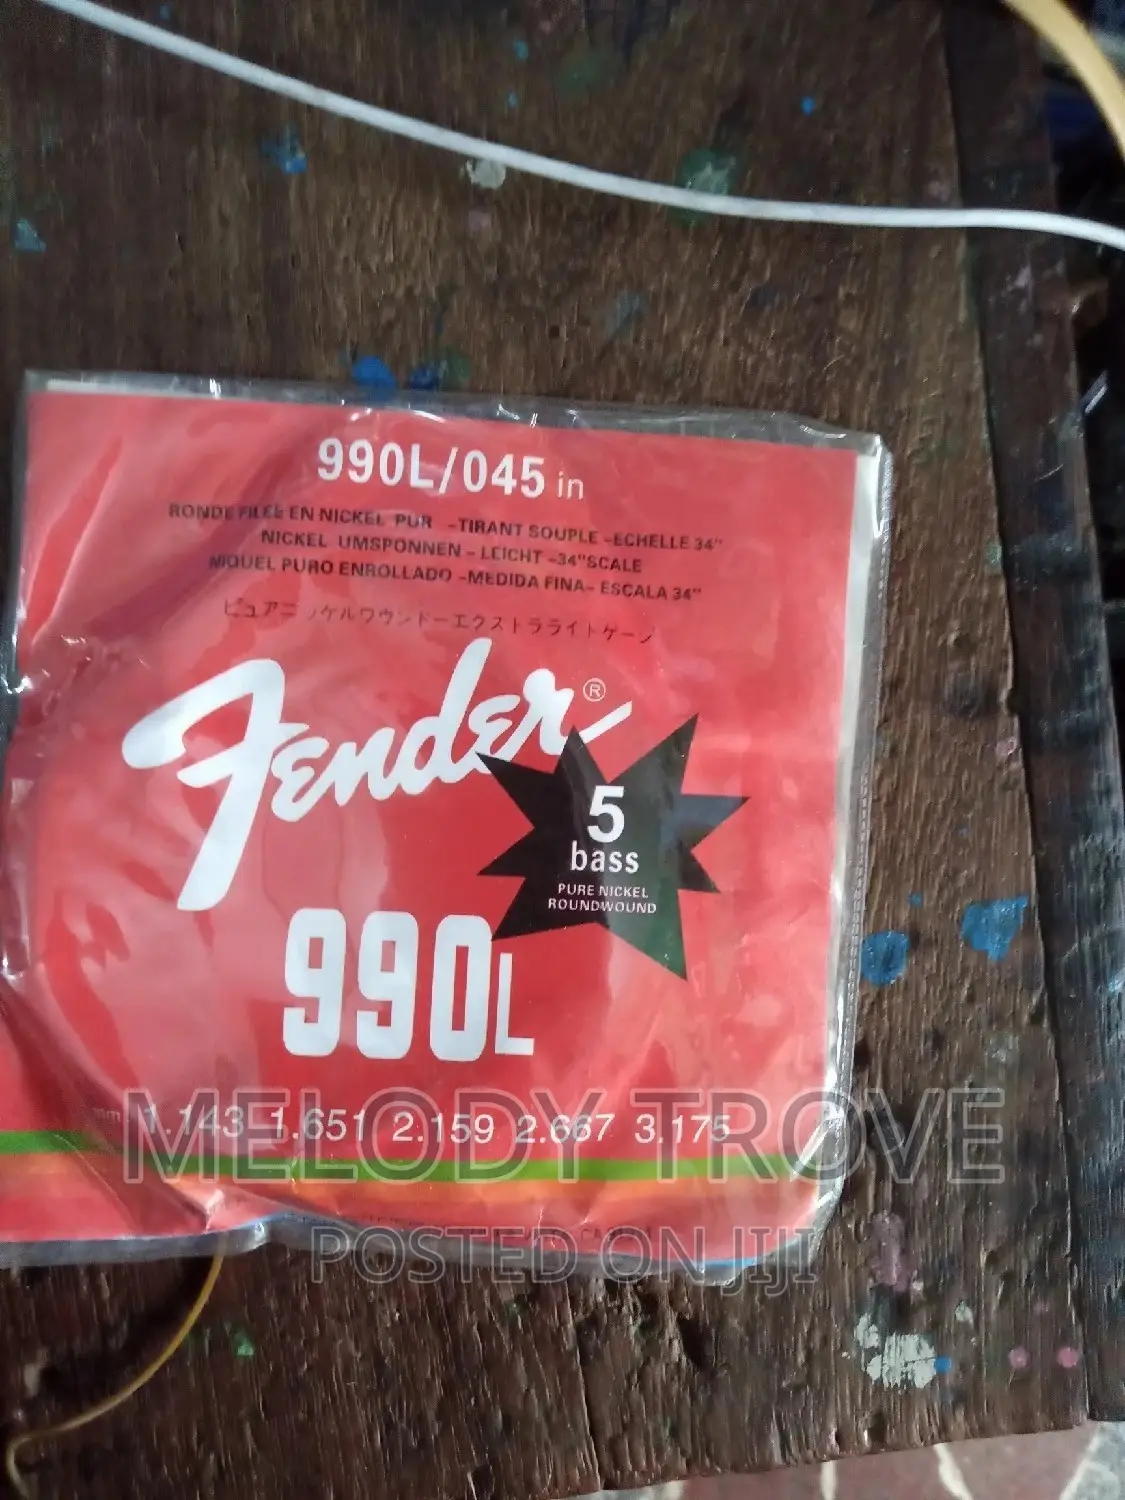 990L/045 in
RONDE FILEE EN NICKEL PUR -TIRANT SOUPLE -ECHELLE 34"
NICKEL UMSPONNEN - LEICHT -34"SCALE
NIQUEL PURO ENROLLADO -MEDIDA FINA- ESCALA 34"
ピュアニッケルワウンドーエクストラライトゲージ
Fender®
5
bass
PURE NICKEL
ROUNDWOUND
990L
mm 1.143 1.651 2.159 2.667 3.175
MELODY TROVE
POSTED ON JIJI